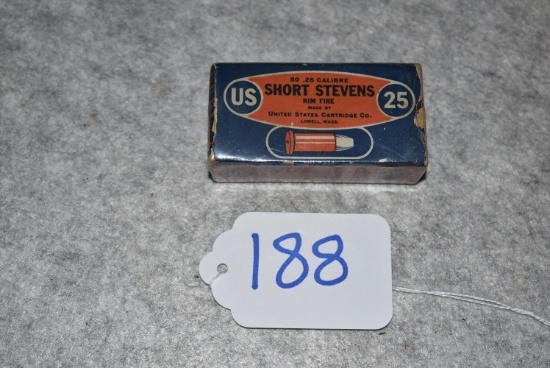 50 .25 CALIBRE
US SHORT STEVENS 25
RIM FIRE
MADE BY
UNITED STATES CARTRIDGE CO.
LOWELL, MASS.
188